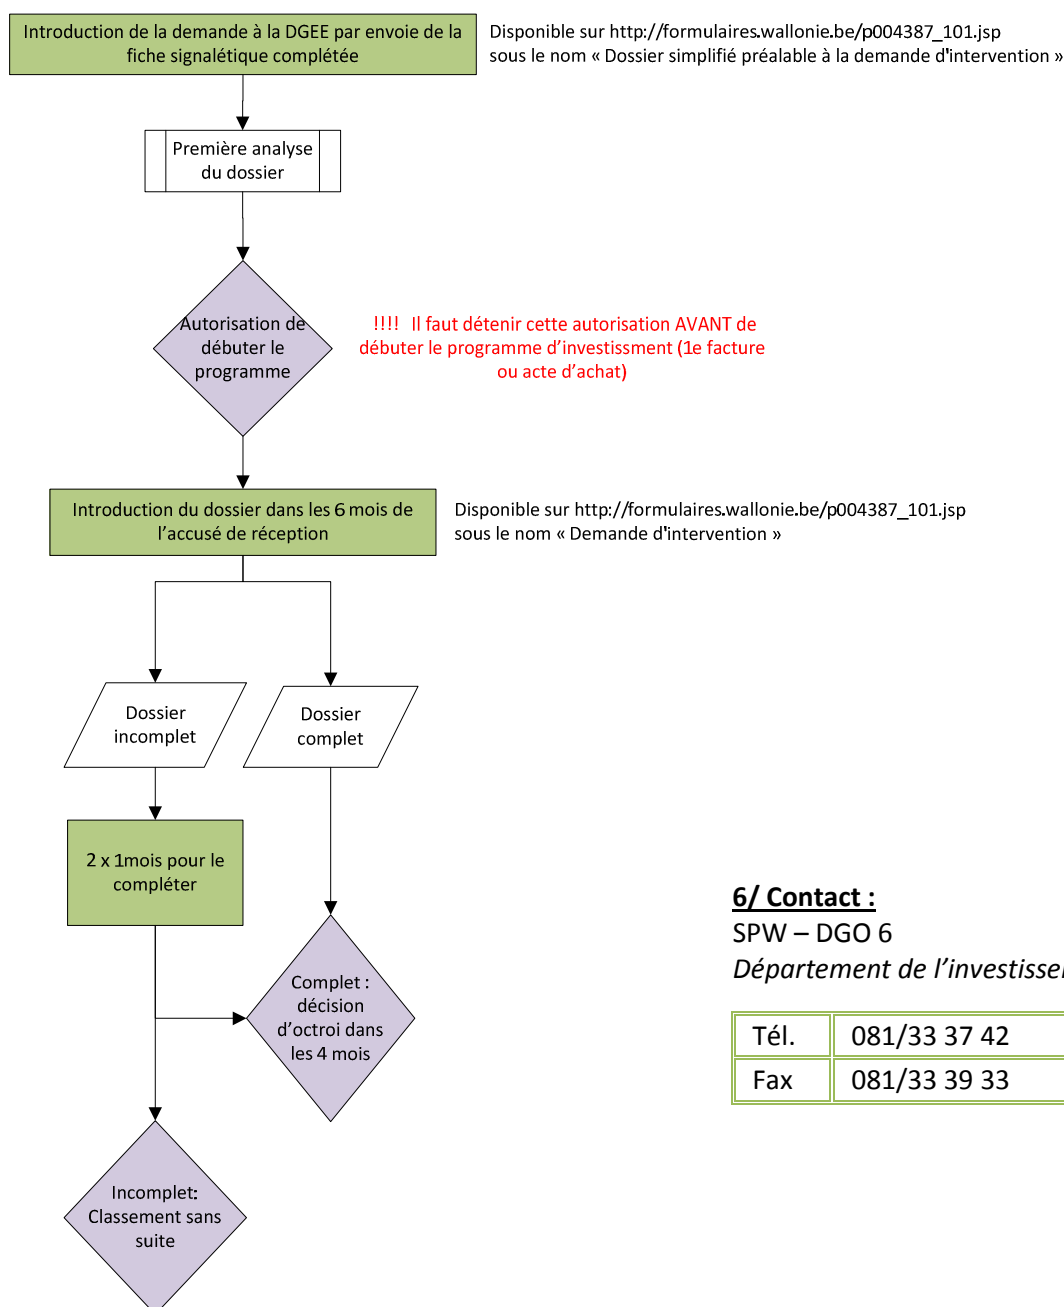 Introduction de la demande à la DGEE par envoie de la
fiche signalétique complétée
Disponible sur http://formulaires.wallonie.be/p004387_101.jsp
sous le nom « Dossier simplifié préalable à la demande d'intervention »
Première analyse
du dossier
Autorisation de
débuter le
programme
!!!! Il faut détenir cette autorisation AVANT de
débuter le programme d'investissment (1e facture
ou acte d'achat)
Introduction du dossier dans les 6 mois de
l'accusé de réception
Disponible sur http://formulaires.wallonie.be/p004387_101.jsp
sous le nom « Demande d'intervention »
Dossier
incomplet
Dossier
complet
2 x 1mois pour le
compléter
Complet :
décision
d'octroi dans
les 4 mois
Incomplet:
Classement sans
suite
6/ Contact :
SPW – DGO 6
Département de l'investisse
Tél. 081/33 37 42
Fax 081/33 39 33